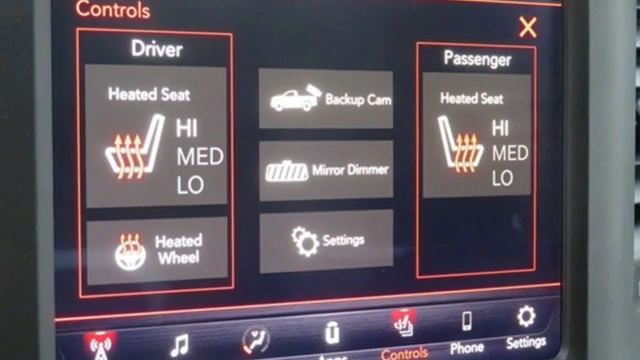 Controls
X
Driver
Heated Seat
HI
MED
LO
Heated
Wheel
Backup Cam
Mirror Dimmer
Settings
Passenger
Heated Seat
HI
MED
LO
Apps
Controls
Phone
Settings